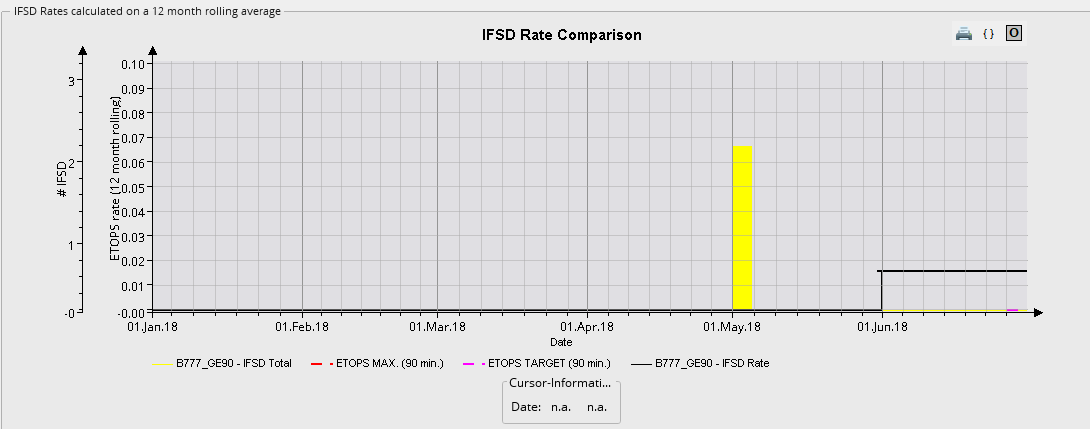 IFSD Rates calculated on a 12 month rolling average
IFSD Rate Comparison
{ }
O
# IFSD
3
2
1
-0
ETOPS rate (12 month rolling)
0.10
0.09
0.08
0.07
0.06
0.05
0.04
0.03
0.02
0.01
-0.00
01.Jan.18 01.Feb.18 01.Mar.18 01.Apr.18 01.May.18 01.Jun.18
Date
B777_GE90 - IFSD Total ETOPS MAX. (90 min.) ETOPS TARGET (90 min.) B777_GE90 - IFSD Rate
Cursor-Informati...
Date: n.a. n.a.